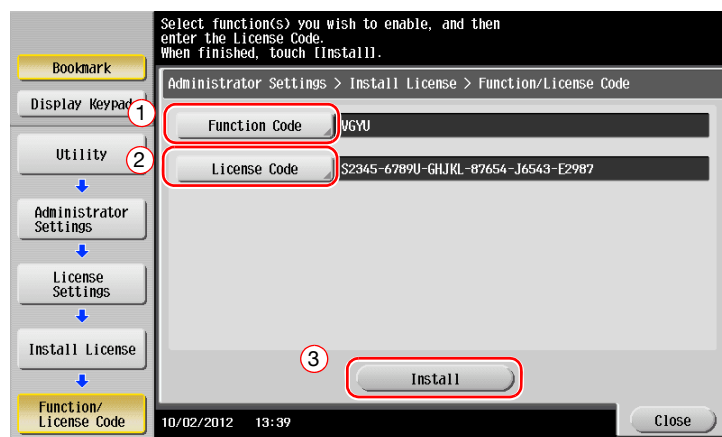 Select function(s) you wish to enable, and then
enter the License Code.
When finished, touch [Install].
Bookmark
Display Keypad
Utility
Administrator
Settings
License
Settings
Install License
Function/
License Code
Administrator Settings > Install License > Function/License Code
1
Function Code
VGYU
2
License Code
S2345-6789U-GHJKL-87654-J6543-E2987
3
Install
10/02/2012 13:39
Close